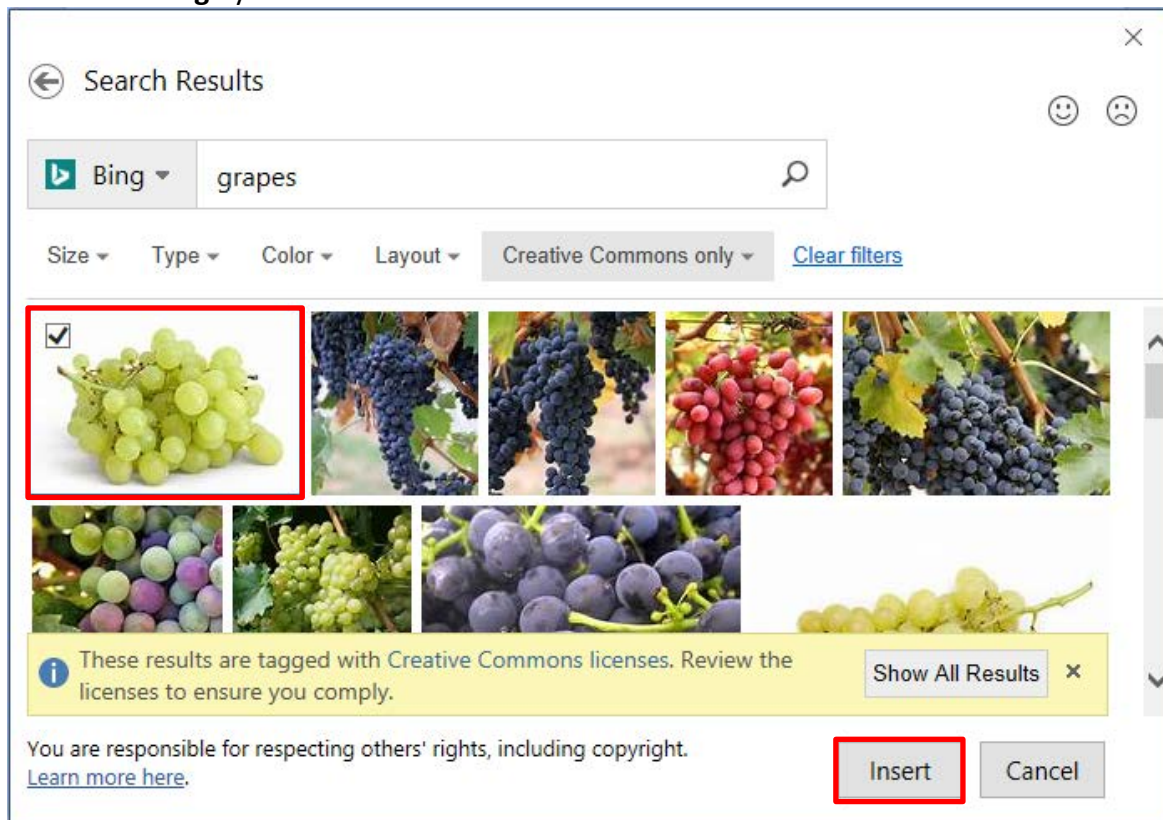 Search Results
Bing
grapes
Size Type Color Layout Creative Commons only Clear filters
These results are tagged with Creative Commons licenses. Review the
licenses to ensure you comply.
Show All Results
You are responsible for respecting others' rights, including copyright.
Learn more here.
Insert Cancel